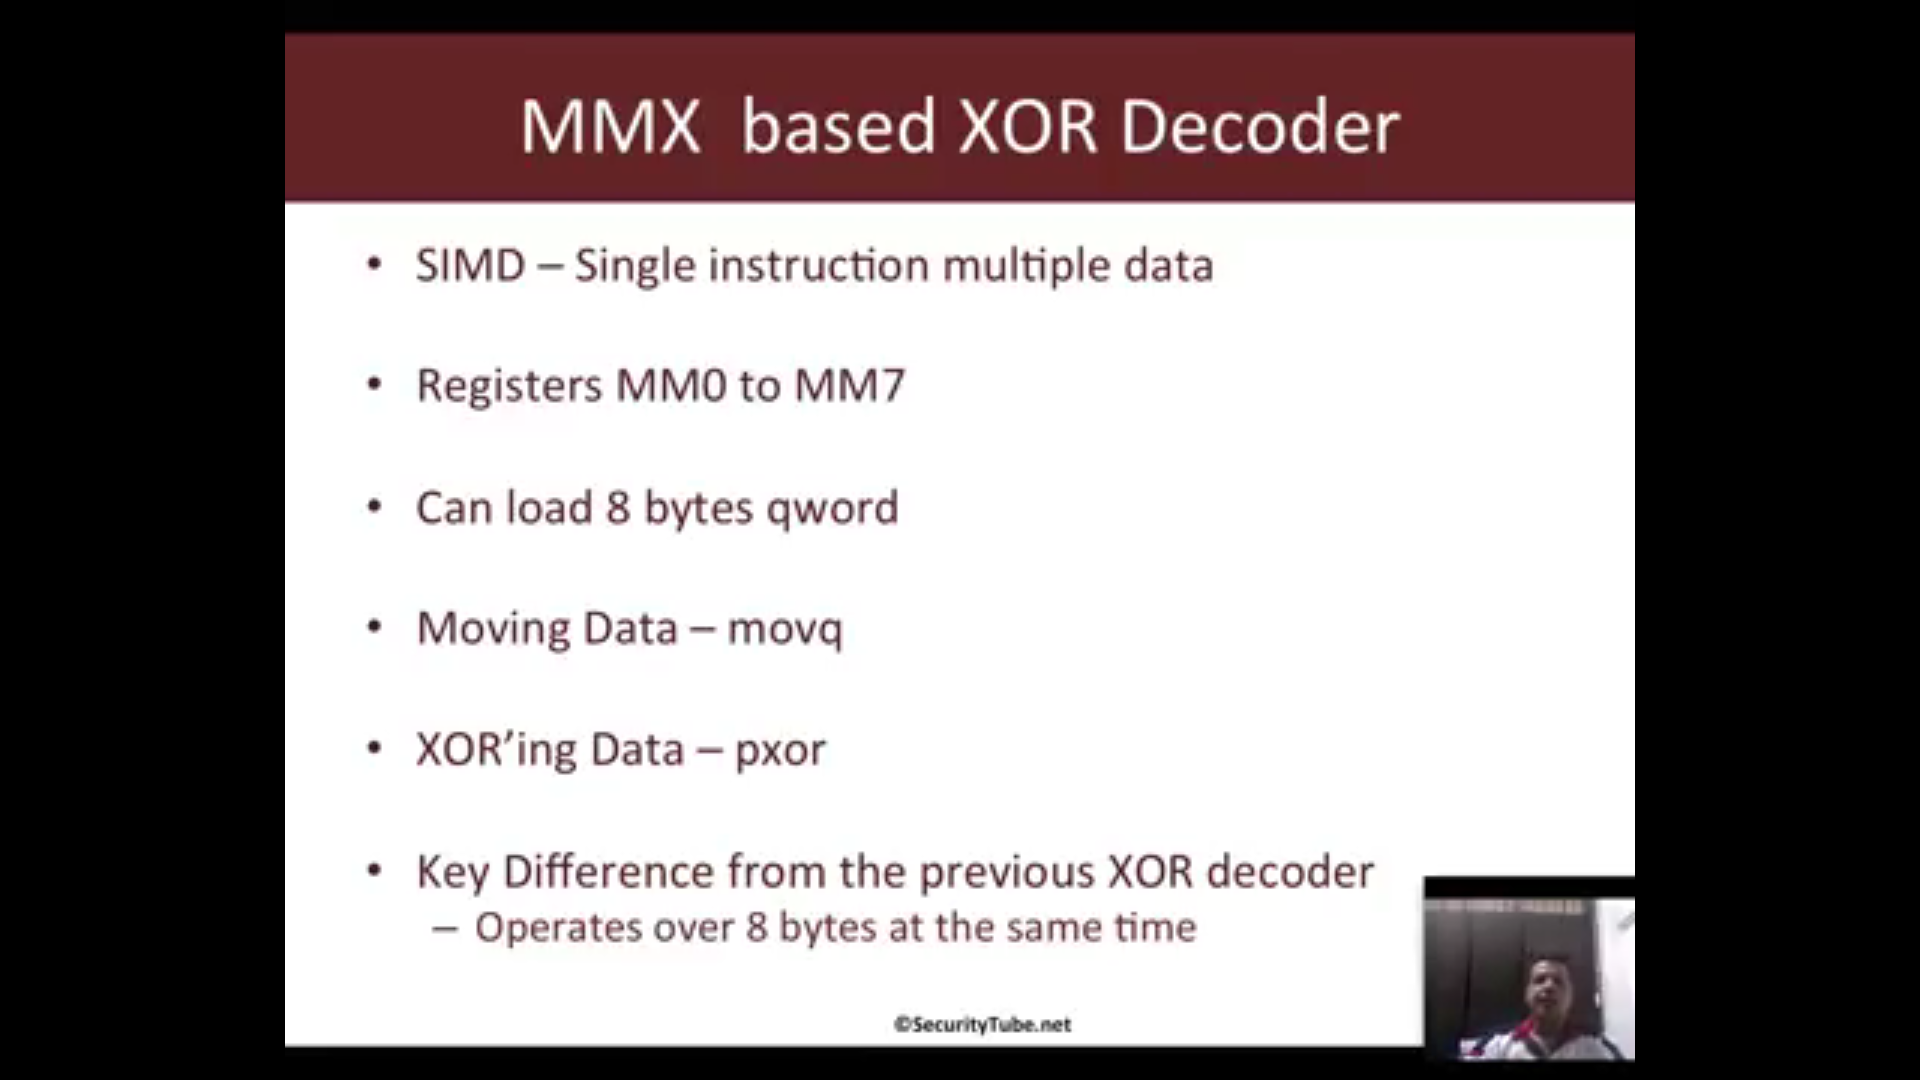 MMX  based XOR Decoder
• SIMD – Single instruction multiple data
• Registers MM0 to MM7
• Can load 8 bytes qword
• Moving Data – movq
• XOR’ing Data – pxor
• Key Difference from the previous XOR decoder
– Operates over 8 bytes at the same time
©SecurityTube.net